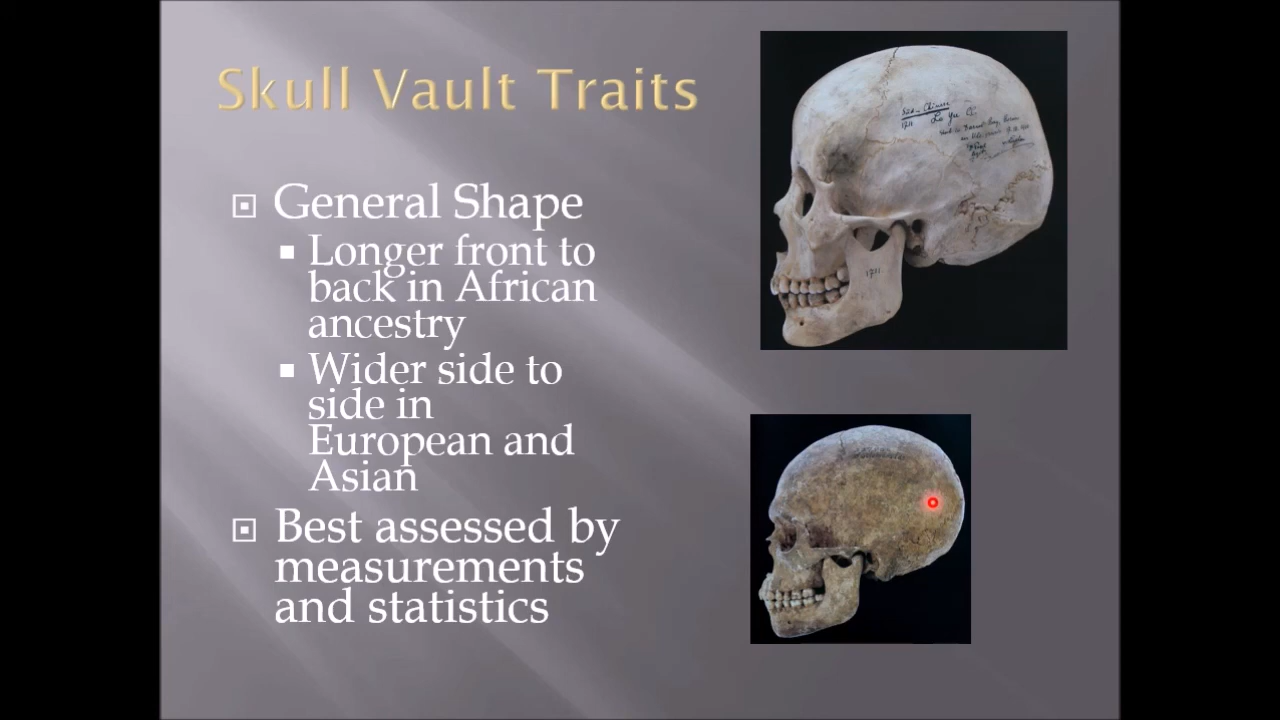 Skull Vault Traits
General Shape
Longer front to
back in African
ancestry
Wider side to
side in
European and
Asian
Best assessed by
measurements
and statistics
1711